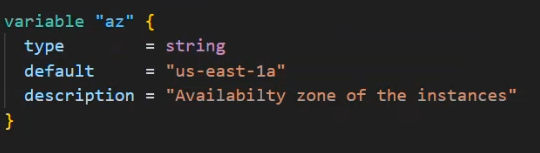 variable "az" {
  type        = string
  default     = "us-east-1a"
  description = "Availabilty zone of the instances"
}